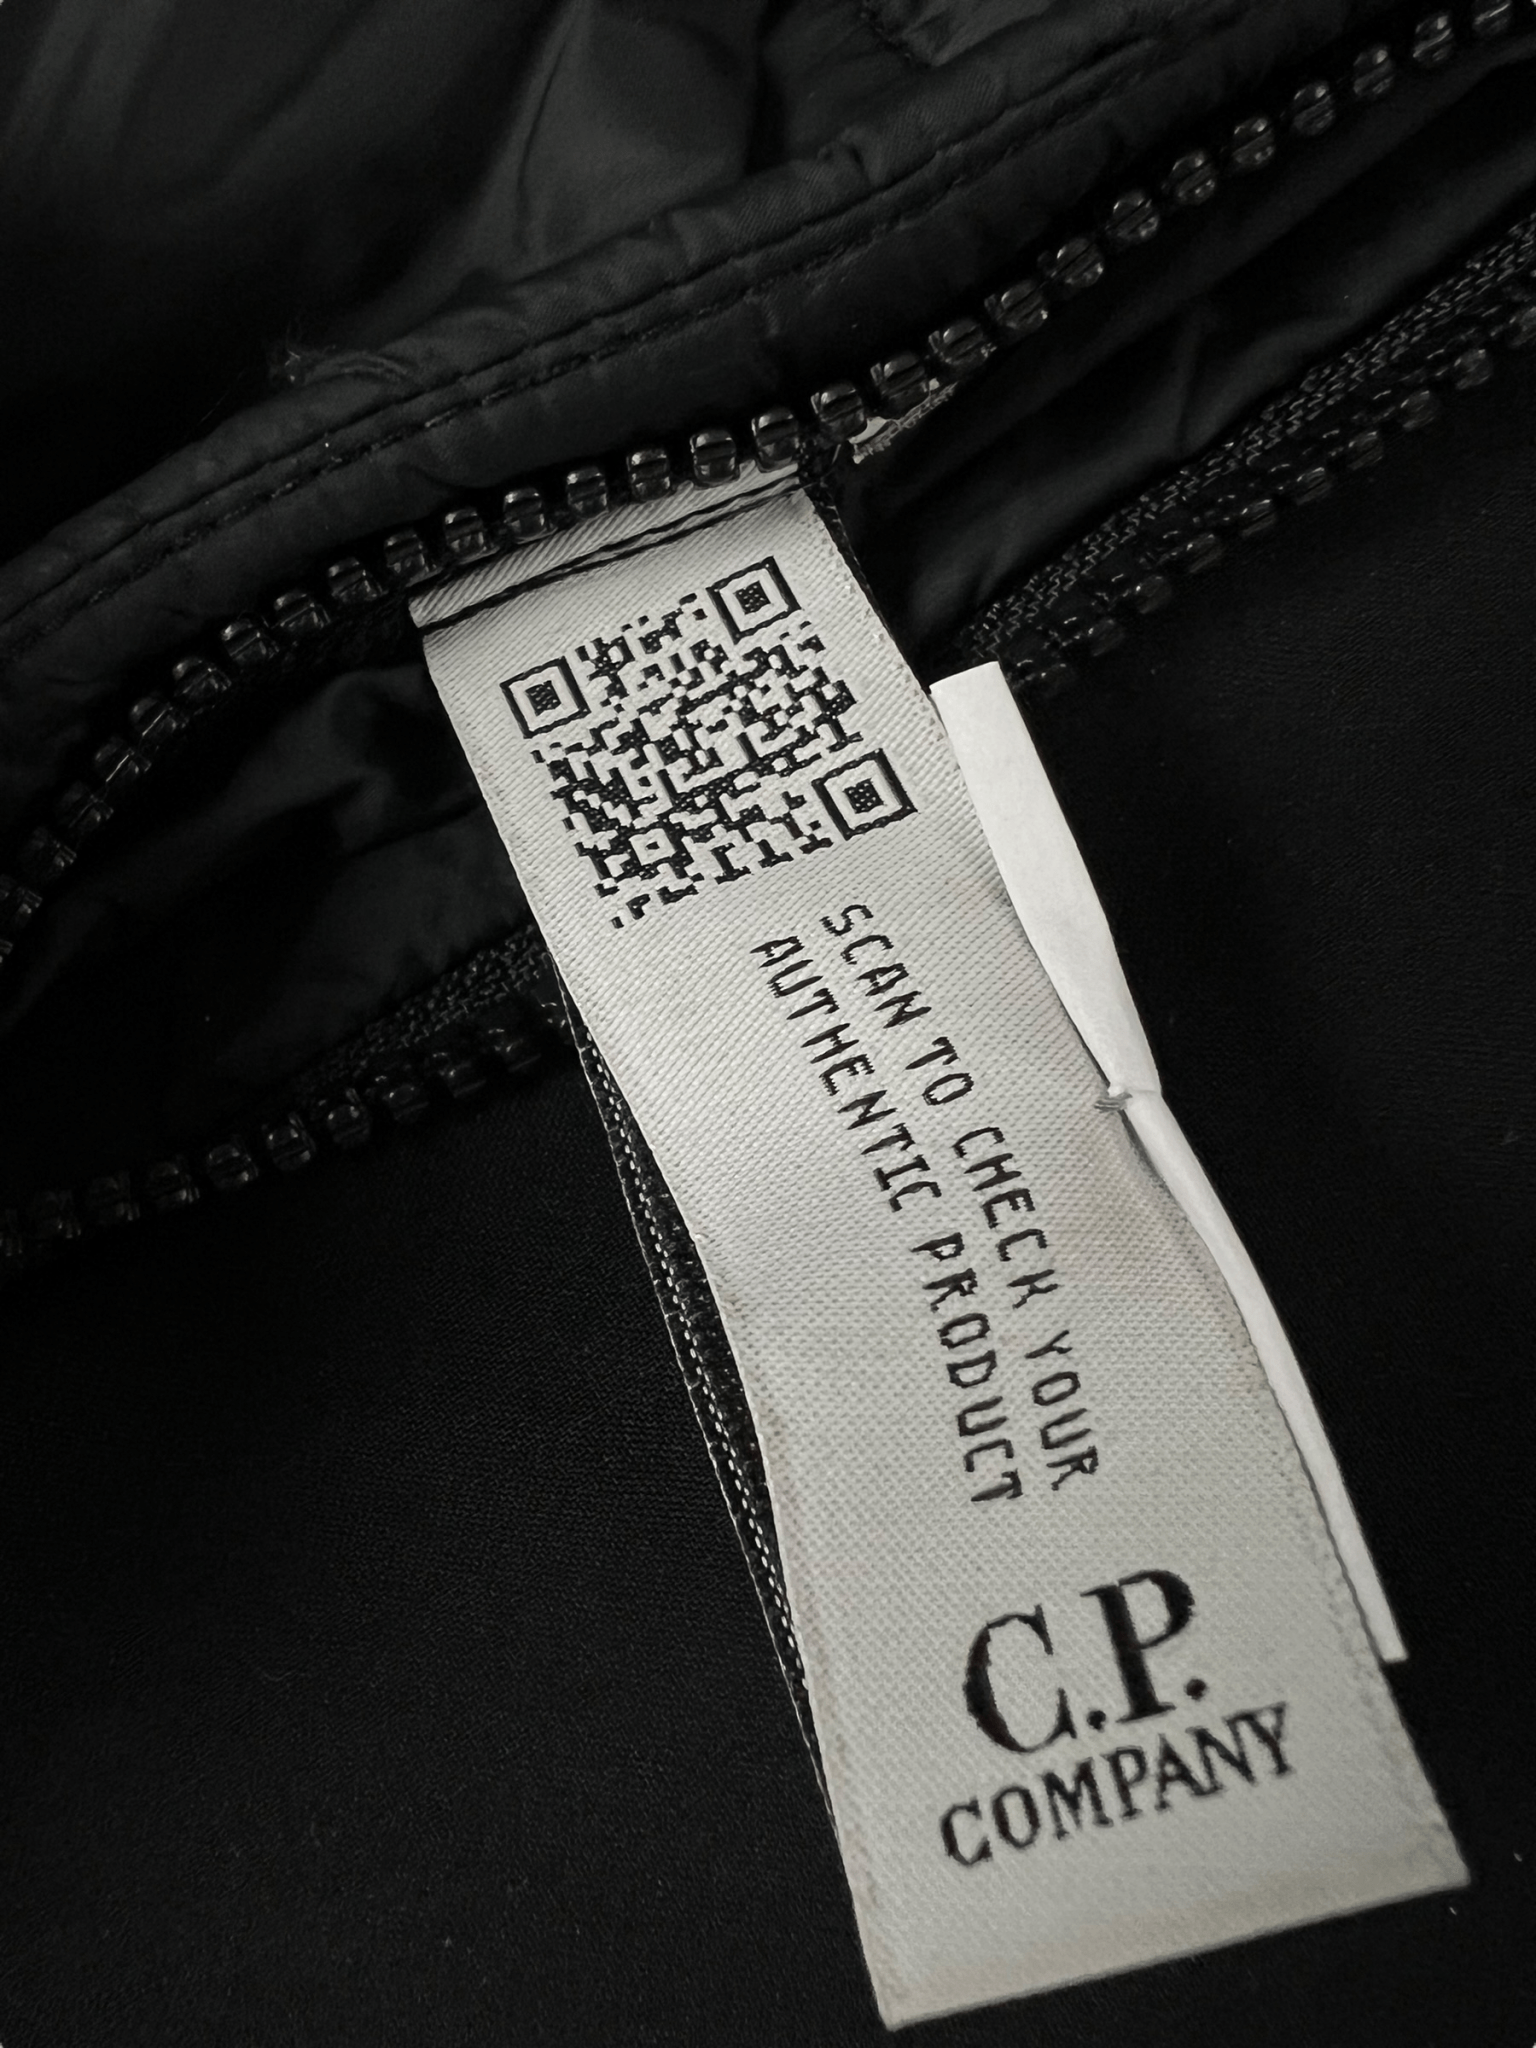 SCAN TO CHECK YOUR
AUTHENTIC PRODUCT
C.P.
COMPANY